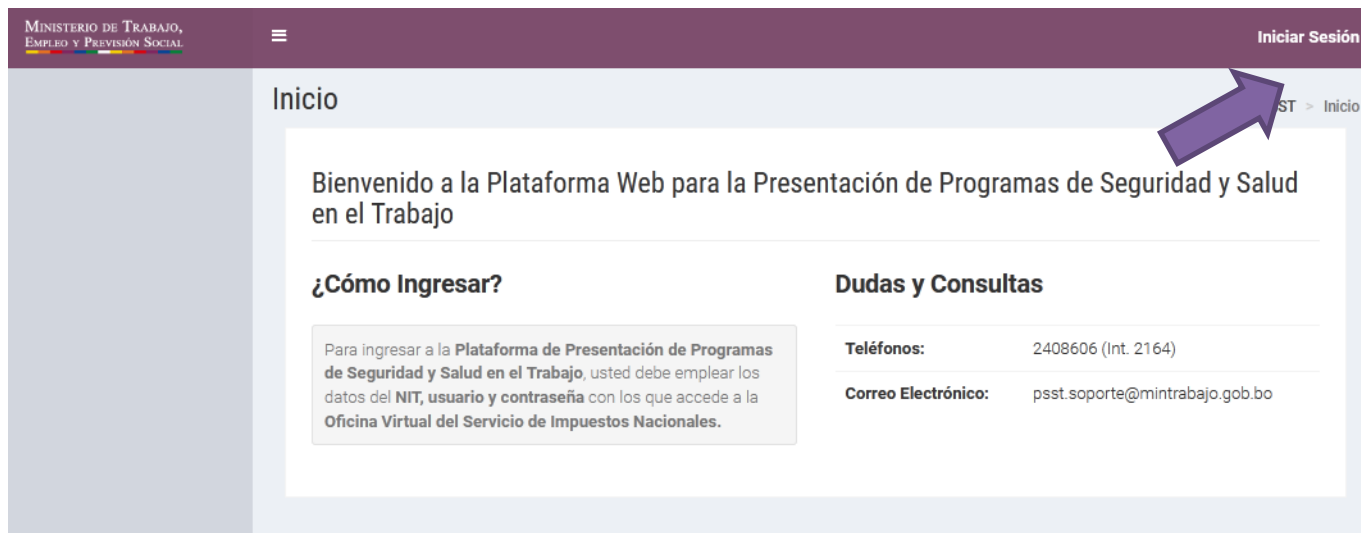 MINISTERIO DE TRABAJO,
EMPLEO Y PREVISIÓN SOCIAL
Iniciar Sesión
Inicio
ST > Inicio
Bienvenido a la Plataforma Web para la Presentación de Programas de Seguridad y Salud
en el Trabajo
¿Cómo Ingresar?
Para ingresar a la Plataforma de Presentación de Programas
de Seguridad y Salud en el Trabajo, usted debe emplear los
datos del NIT, usuario y contraseña con los que accede a la
Oficina Virtual del Servicio de Impuestos Nacionales.
Dudas y Consultas
Teléfonos: 2408606 (Int. 2164)
Correo Electrónico: psst.soporte@mintrabajo.gob.bo